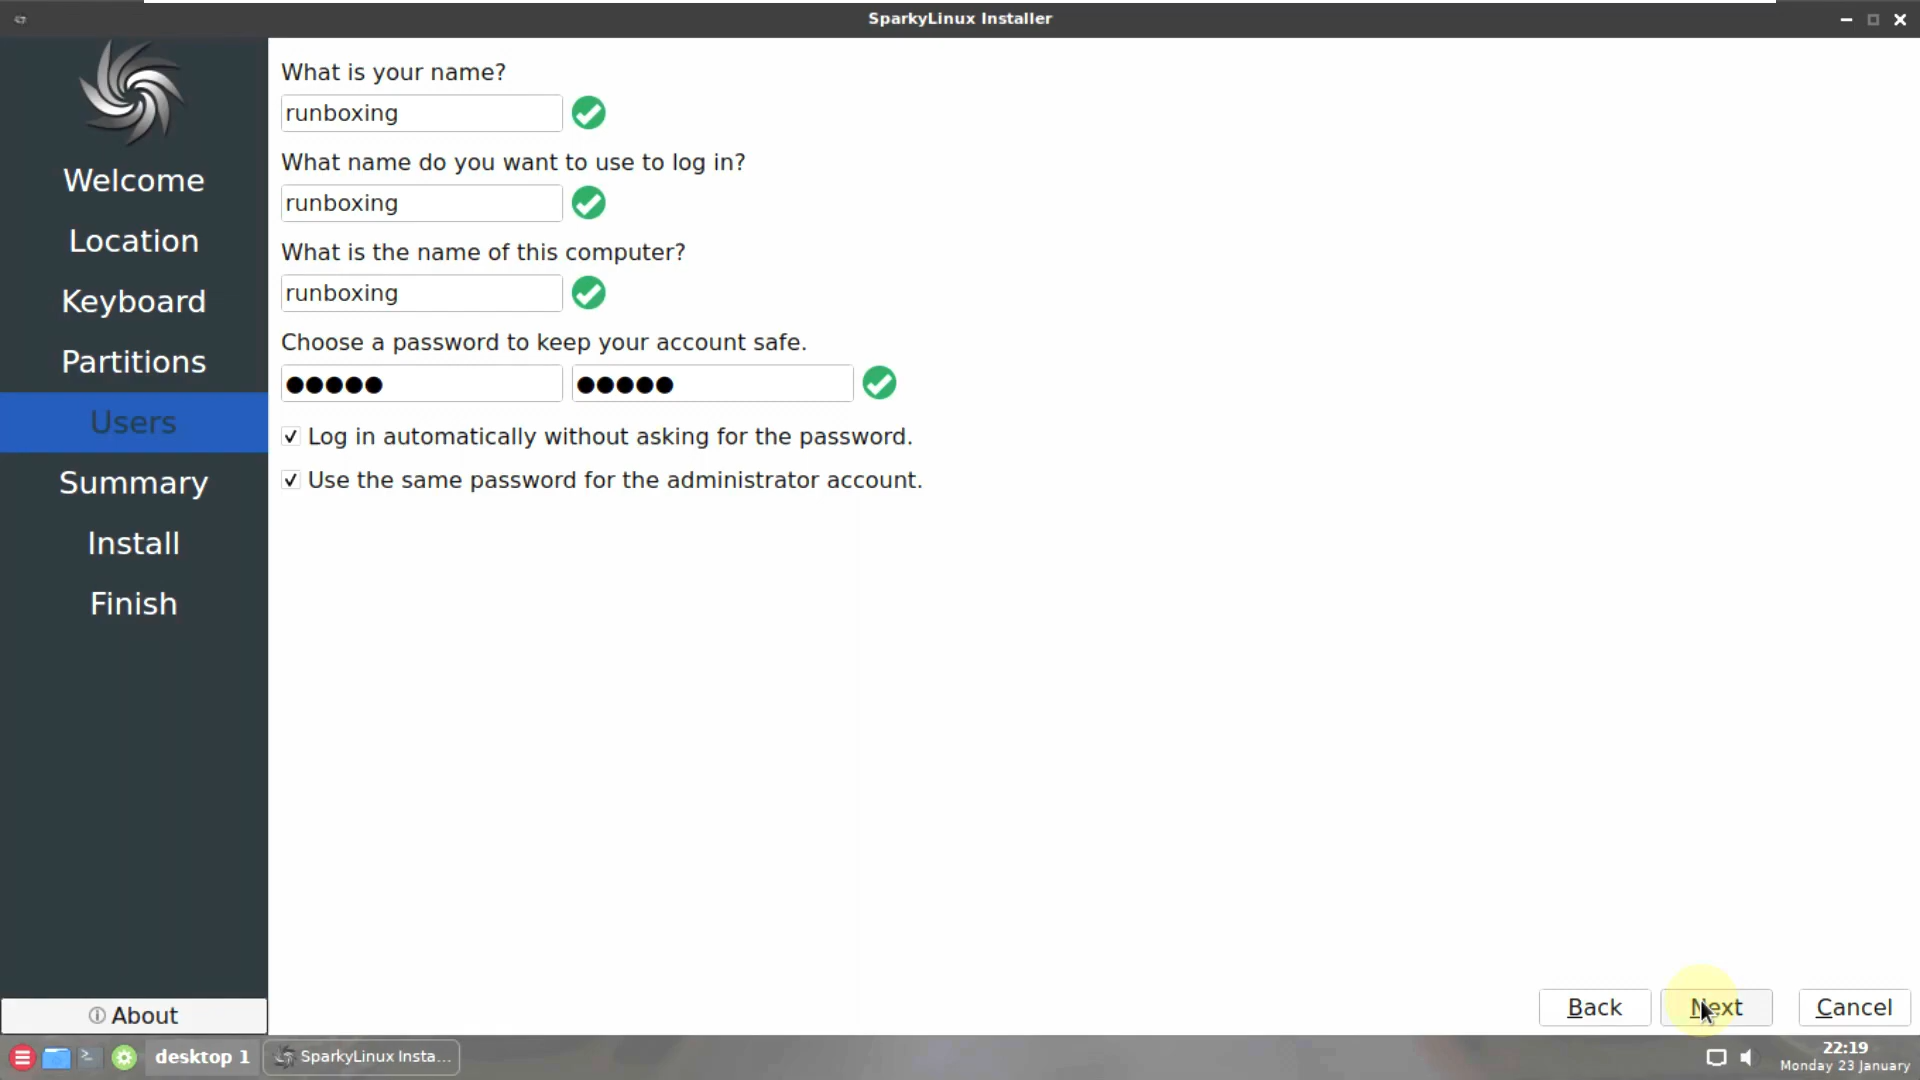 SparkyLinux Installer
What is your name?
runboxing
What name do you want to use to log in?
runboxing
What is the name of this computer?
runboxing
Choose a password to keep your account safe.
●●●●● ●●●●●
Log in automatically without asking for the password.
Use the same password for the administrator account.
Welcome
Location
Keyboard
Partitions
Users
Summary
Install
Finish
About
Back Next Cancel
desktop 1 SparkyLinux Insta...
22:19
Monday 23 January